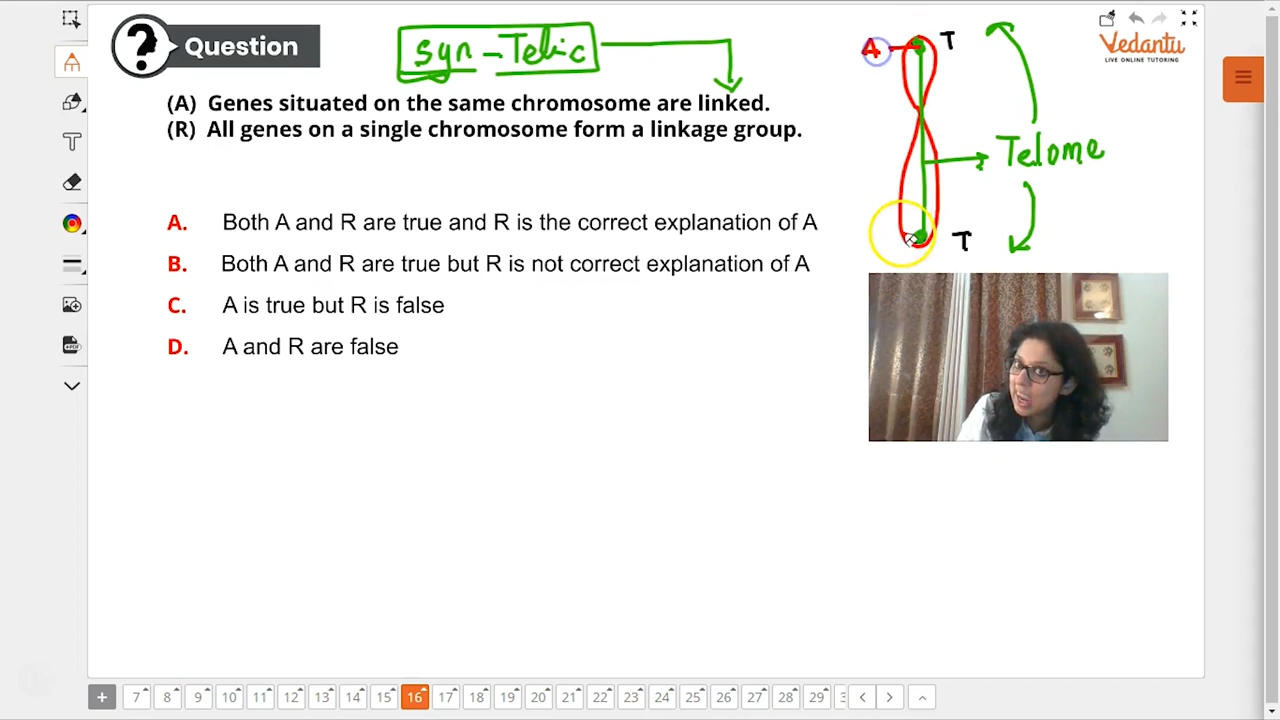 Question
syn-Telic
(A) Genes situated on the same chromosome are linked.
(R) All genes on a single chromosome form a linkage group.
A. Both A and R are true and R is the correct explanation of A
B. Both A and R are true but R is not correct explanation of A
C. A is true but R is false
D. A and R are false
A
T
Telome
T
Vedantu
LIVE ONLINE TUTORING
7 8 9 10 11 12 13 14 15 16 17 18 19 20 21 22 23 24 25 26 27 28 29